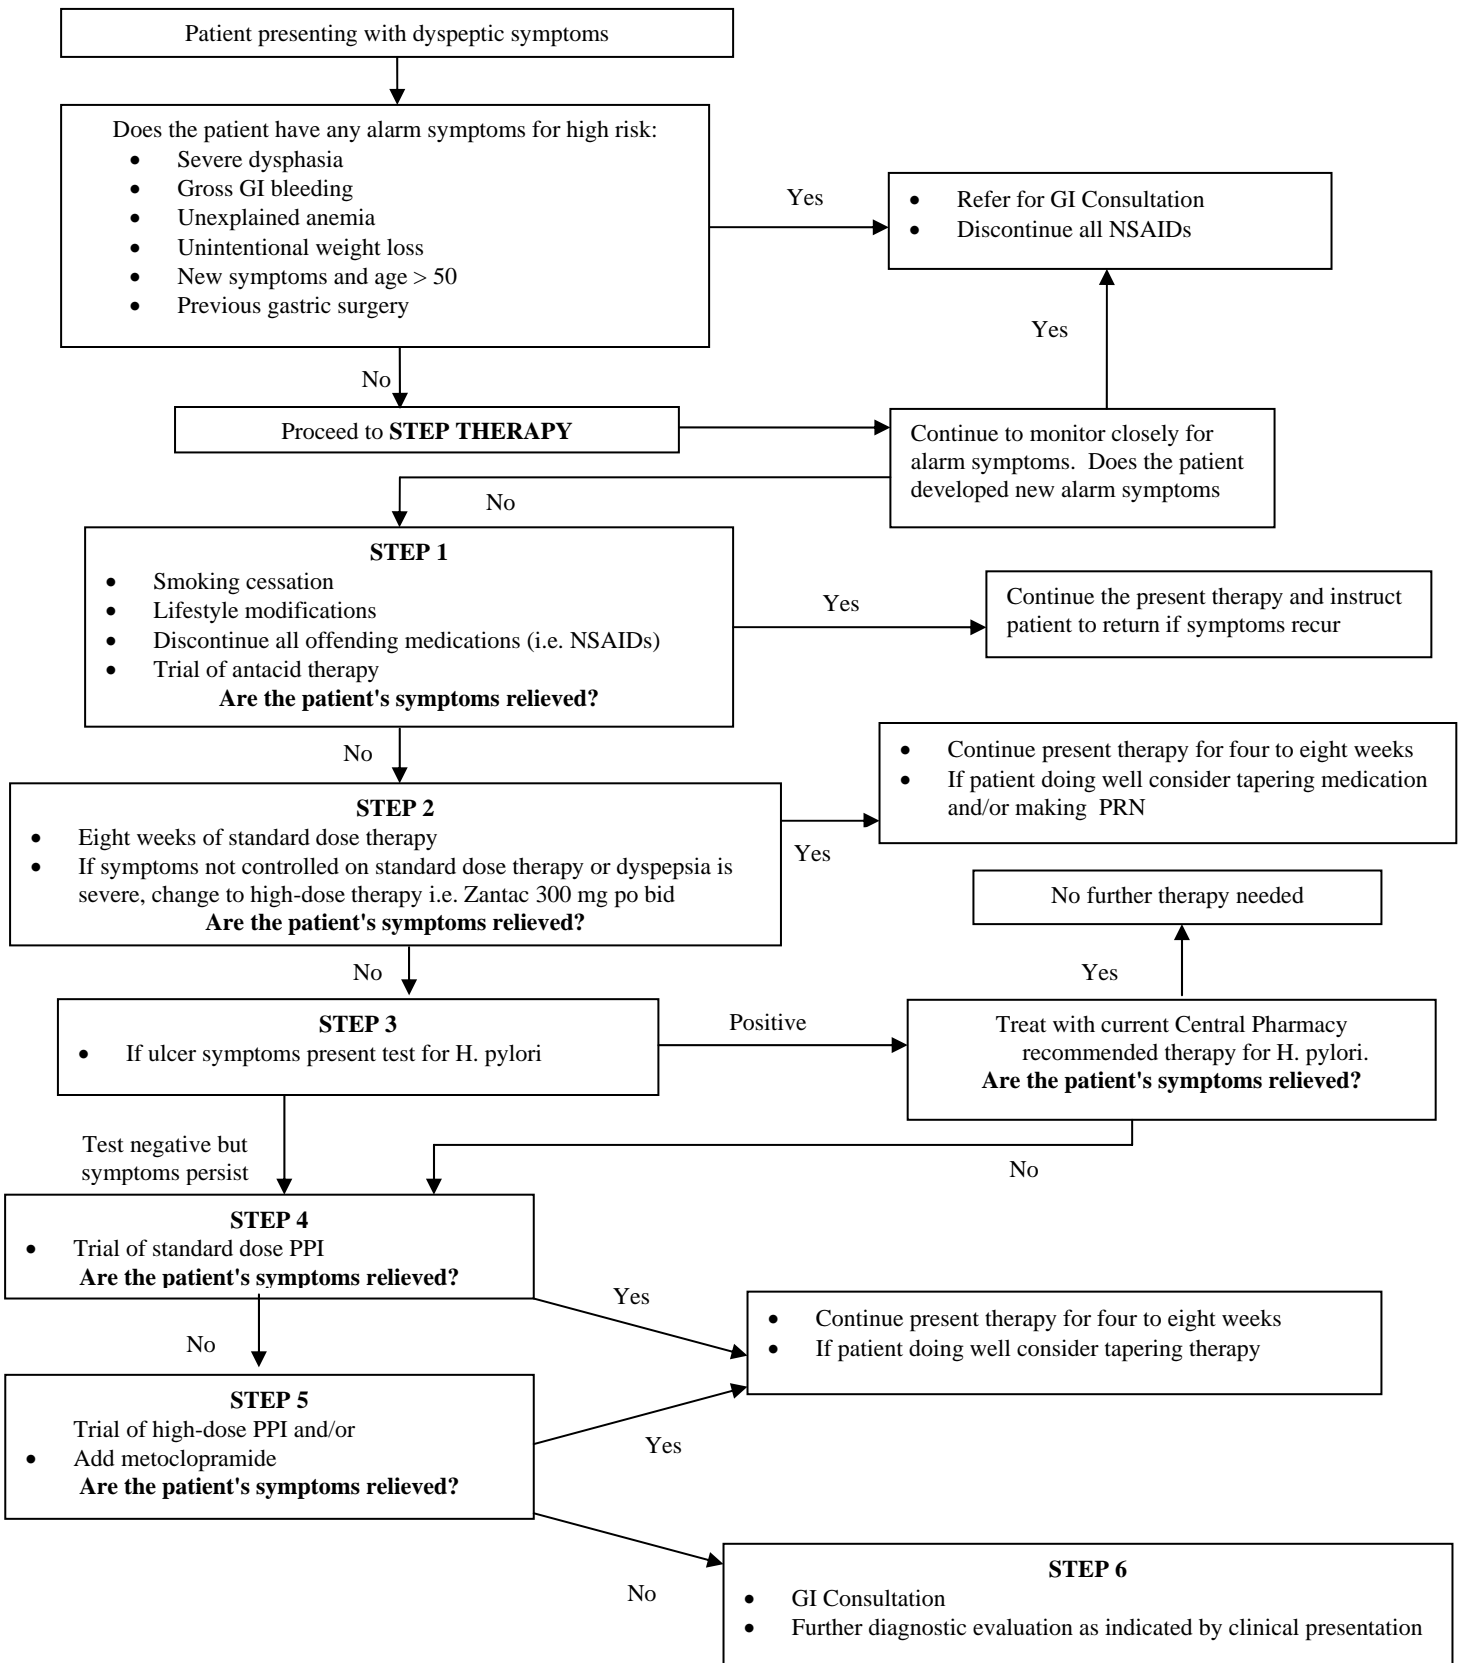 Patient presenting with dyspeptic symptoms
Does the patient have any alarm symptoms for high risk:
• Severe dysphasia
• Gross GI bleeding
• Unexplained anemia
• Unintentional weight loss
• New symptoms and age > 50
• Previous gastric surgery
Yes
• Refer for GI Consultation
• Discontinue all NSAIDs
Yes
No
Proceed to STEP THERAPY
Continue to monitor closely for
alarm symptoms. Does the patient
developed new alarm symptoms
No
STEP 1
• Smoking cessation
• Lifestyle modifications
• Discontinue all offending medications (i.e. NSAIDs)
• Trial of antacid therapy
Are the patient's symptoms relieved?
Yes
Continue the present therapy and instruct
patient to return if symptoms recur
No
STEP 2
• Eight weeks of standard dose therapy
• If symptoms not controlled on standard dose therapy or dyspepsia is
severe, change to high-dose therapy i.e. Zantac 300 mg po bid
Are the patient's symptoms relieved?
Yes
• Continue present therapy for four to eight weeks
• If patient doing well consider tapering medication
and/or making PRN
No further therapy needed
Yes
No
STEP 3
• If ulcer symptoms present test for H. pylori
Positive
Treat with current Central Pharmacy
recommended therapy for H. pylori.
Are the patient's symptoms relieved?
Test negative but
symptoms persist
No
STEP 4
• Trial of standard dose PPI
Are the patient's symptoms relieved?
Yes
• Continue present therapy for four to eight weeks
• If patient doing well consider tapering therapy
No
STEP 5
Trial of high-dose PPI and/or
• Add metoclopramide
Are the patient's symptoms relieved?
Yes
No
STEP 6
• GI Consultation
• Further diagnostic evaluation as indicated by clinical presentation